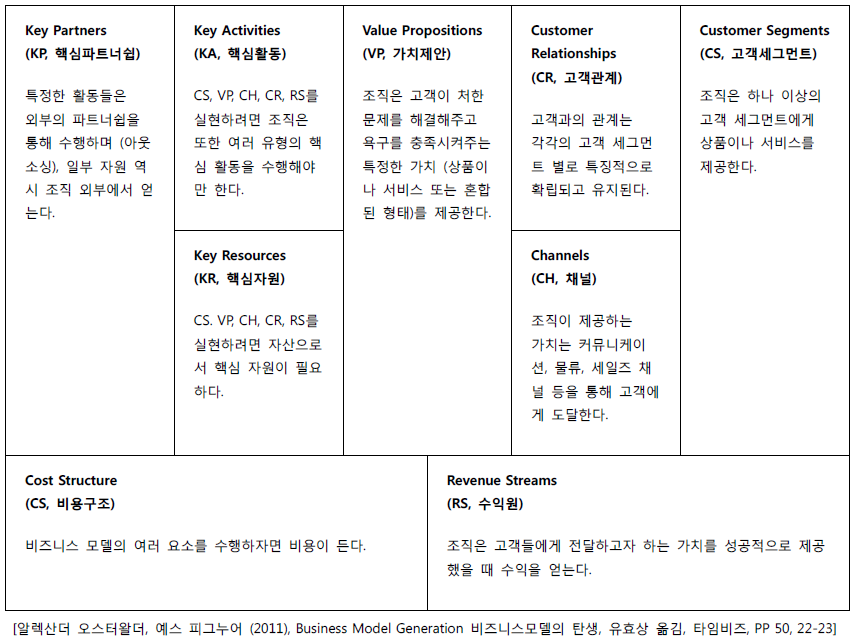 Key Partners
(KP, 핵심파트너쉽)
특정한 활동들은
외부의 파트너쉽을
통해 수행하며 (아웃
소싱), 일부 자원 역
시 조직 외부에서 얻
는다.
Key Activities
(KA, 핵심활동)
CS, VP, CH, CR, RS를
실현하려면 조직은
또한 여러 유형의 핵
심 활동을 수행해야
만 한다.
Key Resources
(KR, 핵심자원)
CS. VP, CH, CR, RS를
실현하려면 자산으로
서 핵심 자원이 필요
하다.
Value Propositions
(VP, 가치제안)
조직은 고객이 처한
문제를 해결해주고
욕구를 충족시켜주는
특정한 가치 (상품이
나 서비스 또는 혼합
된 형태)를 제공한다.
Customer
Relationships
(CR, 고객관계)
고객과의 관계는
각각의 고객 세그먼
트 별로 특징적으로
확립되고 유지된다.
Channels
(CH, 채널)
조직이 제공하는
가치는 커뮤니케이
션, 물류, 세일즈 채
널 등을 통해 고객에
게 도달한다.
Customer Segments
(CS, 고객세그먼트)
조직은 하나 이상의
고객 세그먼트에게
상품이나 서비스를
제공한다.
Cost Structure
(CS, 비용구조)
비즈니스 모델의 여러 요소를 수행하자면 비용이 든다.
Revenue Streams
(RS, 수익원)
조직은 고객들에게 전달하고자 하는 가치를 성공적으로 제공
했을 때 수익을 얻는다.
[알렉산더 오스터왈더, 예스 피그누어 (2011), Business Model Generation 비즈니스모델의 탄생, 유효상 옮김, 타임비즈, PP 50, 22-23]